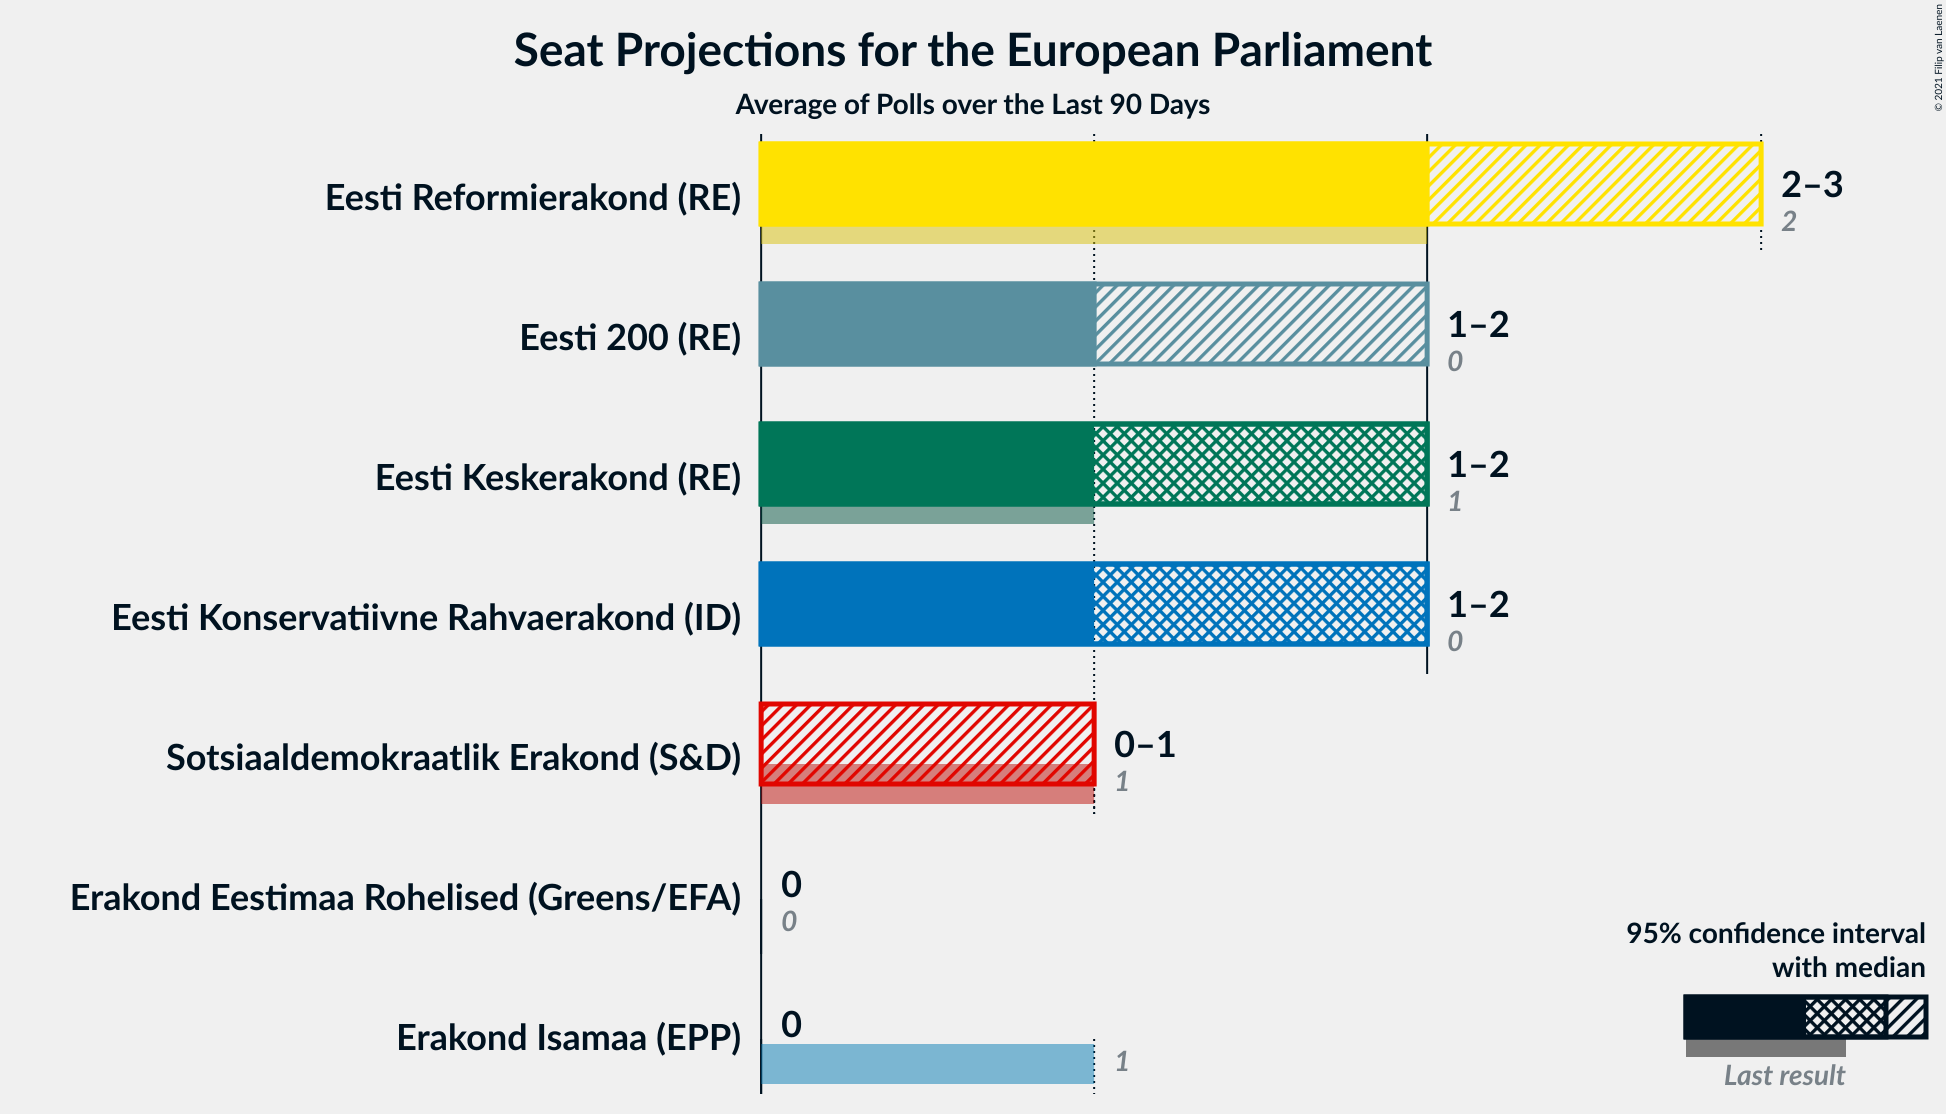 Seat Projections for the European Parliament
Average of Polls over the Last 90 Days
© 2021 Filip van Laenen
Eesti Reformierakond (RE)
2–3
2
Eesti 200 (RE)
1–2
0
Eesti Keskerakond (RE)
1–2
1
Eesti Konservatiivne Rahvaerakond (ID)
1–2
0
Sotsiaaldemokraatlik Erakond (S&D)
0–1
1
Erakond Eestimaa Rohelised (Greens/EFA)
0
0
Erakond Isamaa (EPP)
0
1
95% confidence interval
with median
Last result